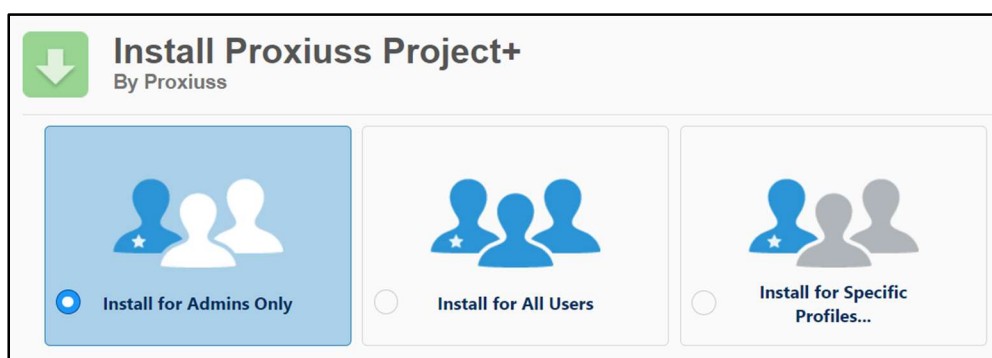 Install Proxiuss Project+
By Proxiuss
Install for Admins Only
Install for All Users
Install for Specific
Profiles...